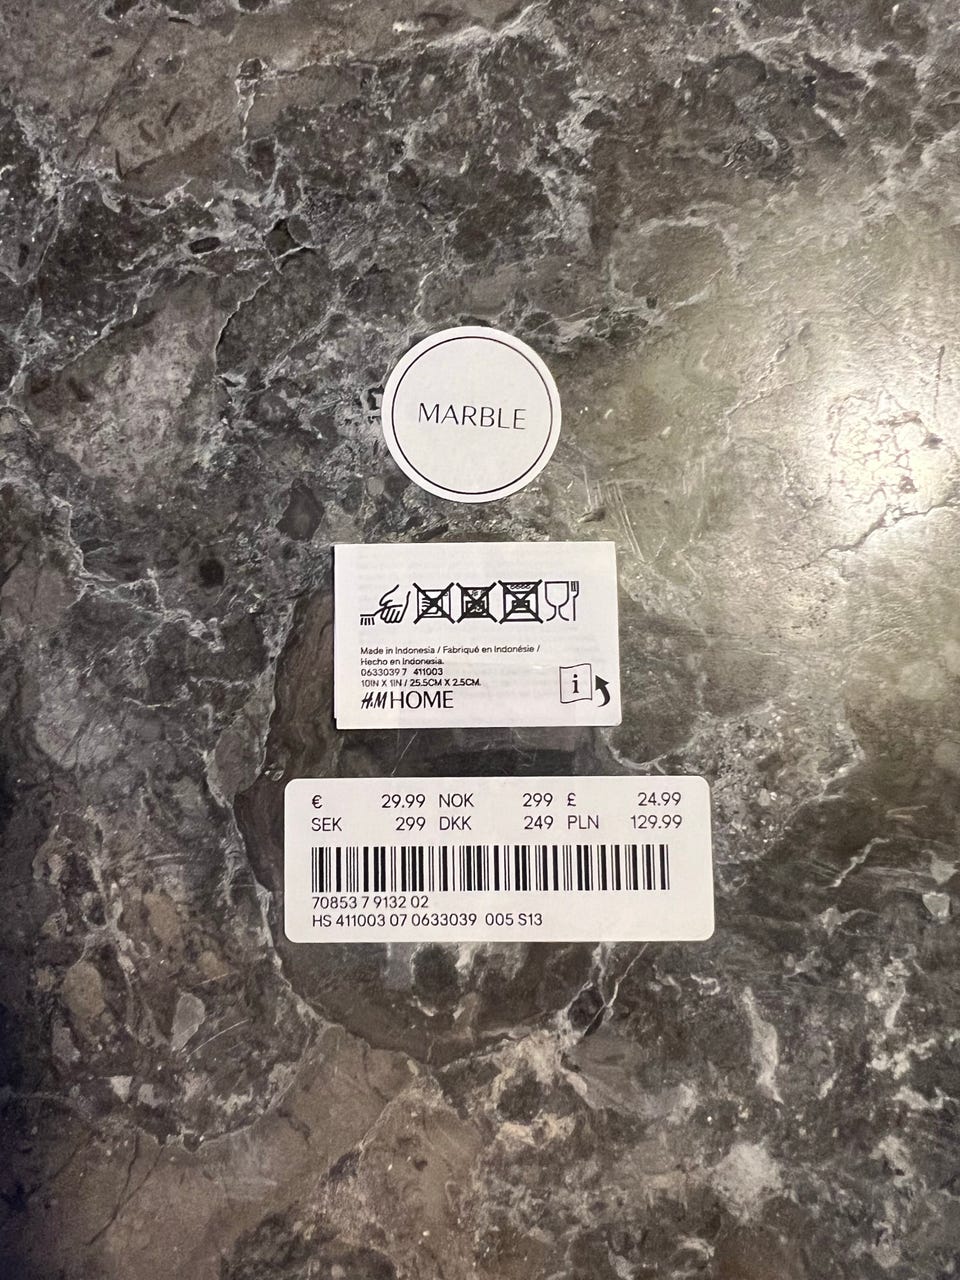 MARBLE
Made in Indonesia / Fabriqué en Indonésie /
Hecho en Indonesia.
0633039 7 411003
10IN X 1IN / 25.5CM X 2.5CM.
H&M HOME
i
€ 29.99 NOK 299 £ 24.99
SEK 299 DKK 249 PLN 129.99
70853 7 9132 02
HS 411003 07 0633039 005 S13